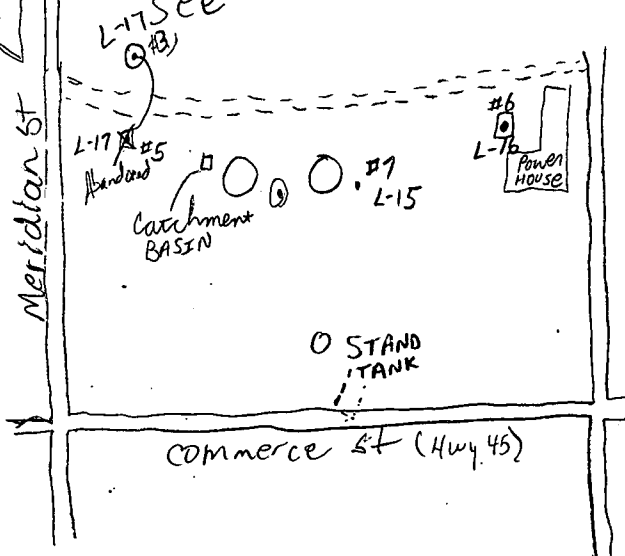 L-17 SEE
#3
#6
L-17 #5
Abandoned
L-16
Power
HOUSE
#7
L-15
Catchment
BASIN
Meridian St
STAND
TANK
Commerce St (Hwy. 45)